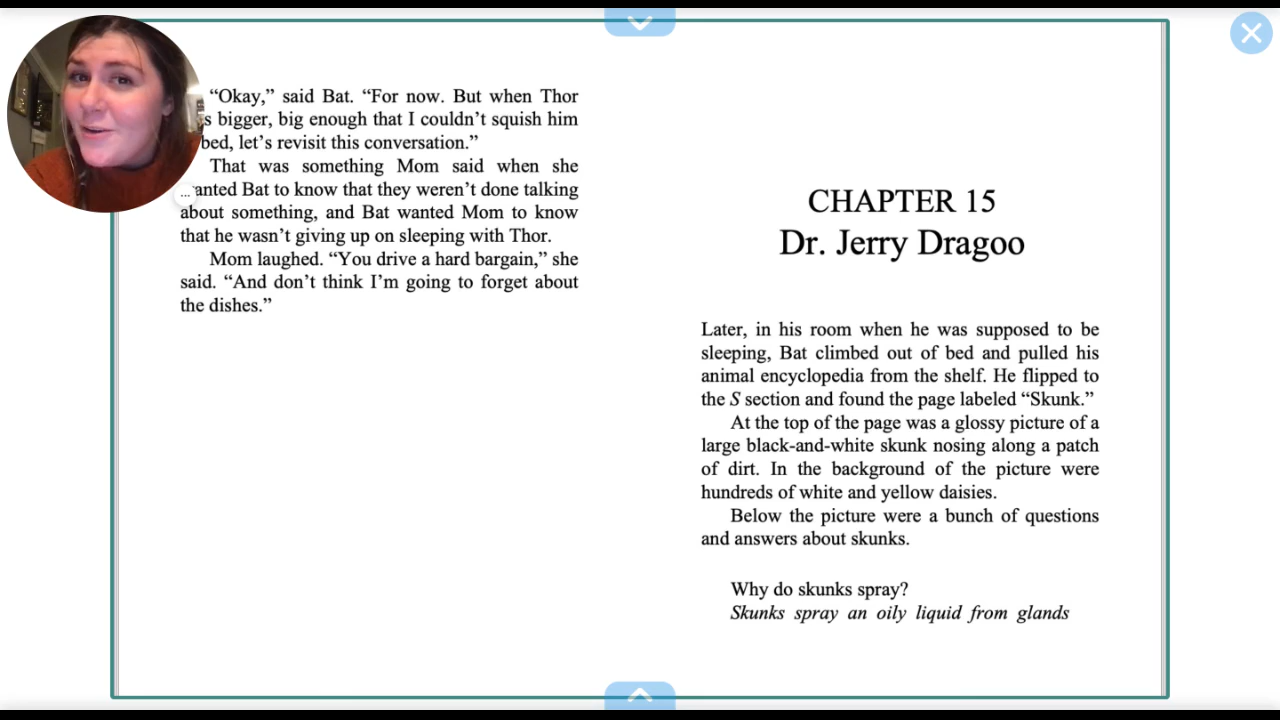 “Okay,” said Bat. “For now. But when Thor
bigger, big enough that I couldn’t squish him
bed, let’s revisit this conversation.”
That was something Mom said when she
Bat to know that they weren’t done talking
about something, and Bat wanted Mom to know
that he wasn’t giving up on sleeping with Thor.
Mom laughed. “You drive a hard bargain,” she
said. “And don’t think I’m going to forget about
the dishes.”
CHAPTER 15
Dr. Jerry Dragoo
Later, in his room when he was supposed to be
sleeping, Bat climbed out of bed and pulled his
animal encyclopedia from the shelf. He flipped to
the S section and found the page labeled “Skunk.”
At the top of the page was a glossy picture of a
large black-and-white skunk nosing along a patch
of dirt. In the background of the picture were
hundreds of white and yellow daisies.
Below the picture were a bunch of questions
and answers about skunks.
Why do skunks spray?
Skunks spray an oily liquid from glands